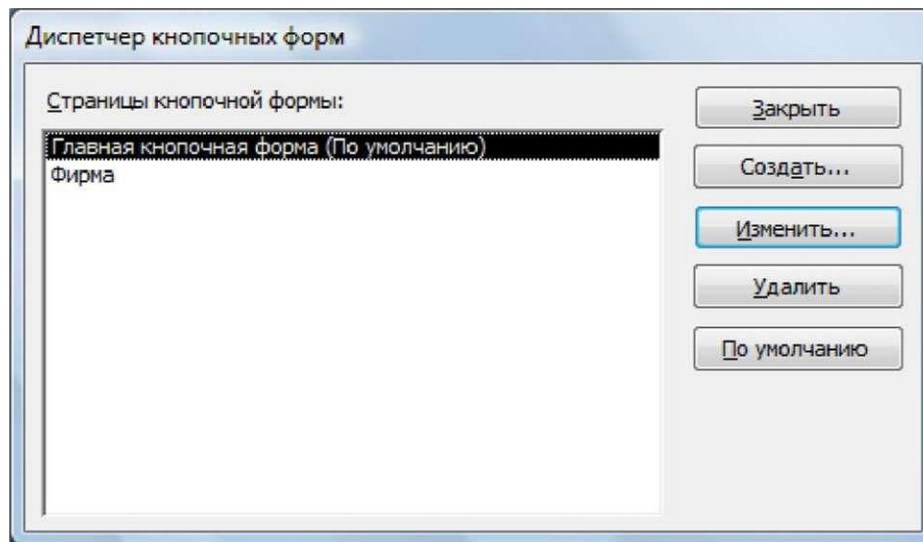 Диспетчер кнопочных форм
Страницы кнопочной формы:
Главная кнопочная форма (По умолчанию)
Фирма
Закрыть
Создать...
Изменить...
Удалить
По умолчанию